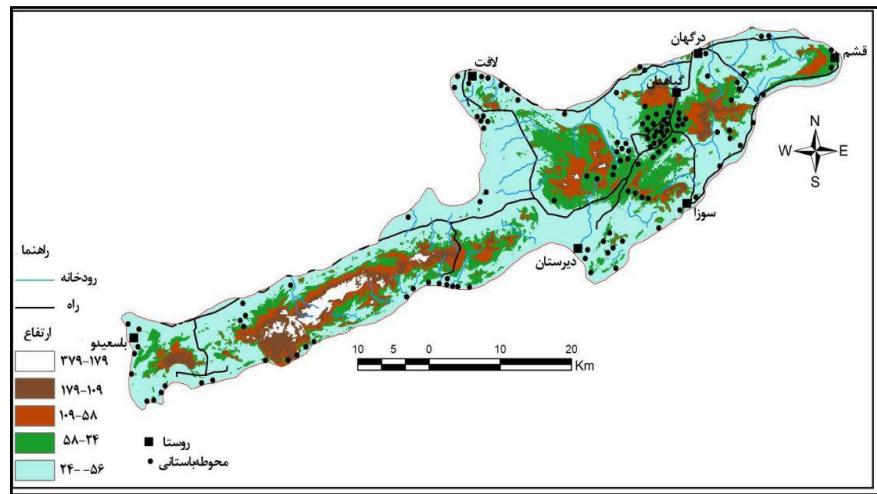 درگهان
قشم
لافت
گیاهدان
N
W E
S
سوزا
دیرستان
راهنما
رودخانه
راه
ارتفاع
۳۷۹-۱۷۹
۱۷۹-۱۰۹
۱۰۹-۵۸
۵۸-۲۴
۲۴--۵۶
باسعیدو
10 5 0 10 20
Km
روستا
محوطه‌باستانی